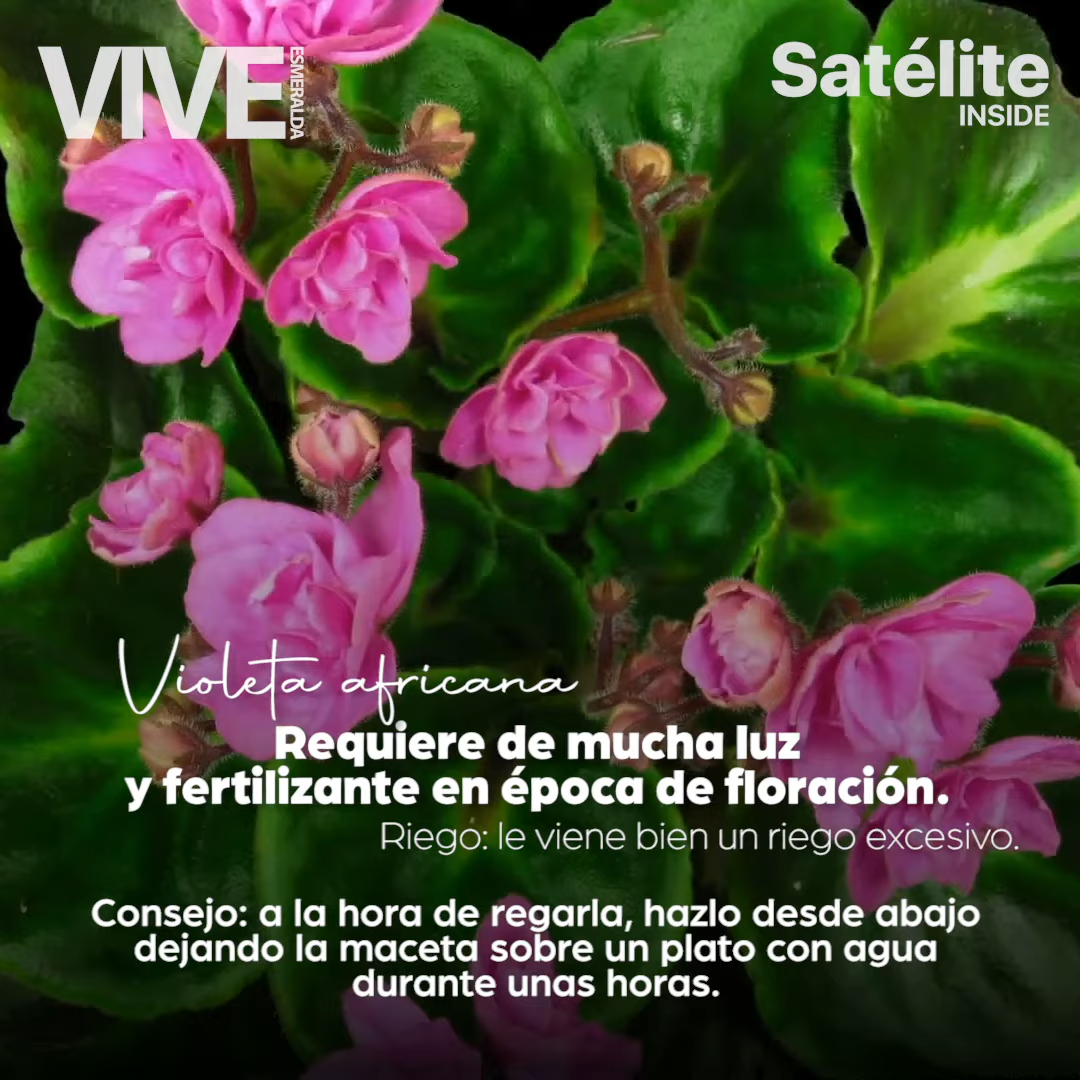 VIVE
ESMERALDA
Satélite
INSIDE
Violeta africana
Requiere de mucha luz
y fertilizante en época de floración.
Riego: le viene bien un riego excesivo.
Consejo: a la hora de regarla, hazlo desde abajo
dejando la maceta sobre un plato con agua
durante unas horas.